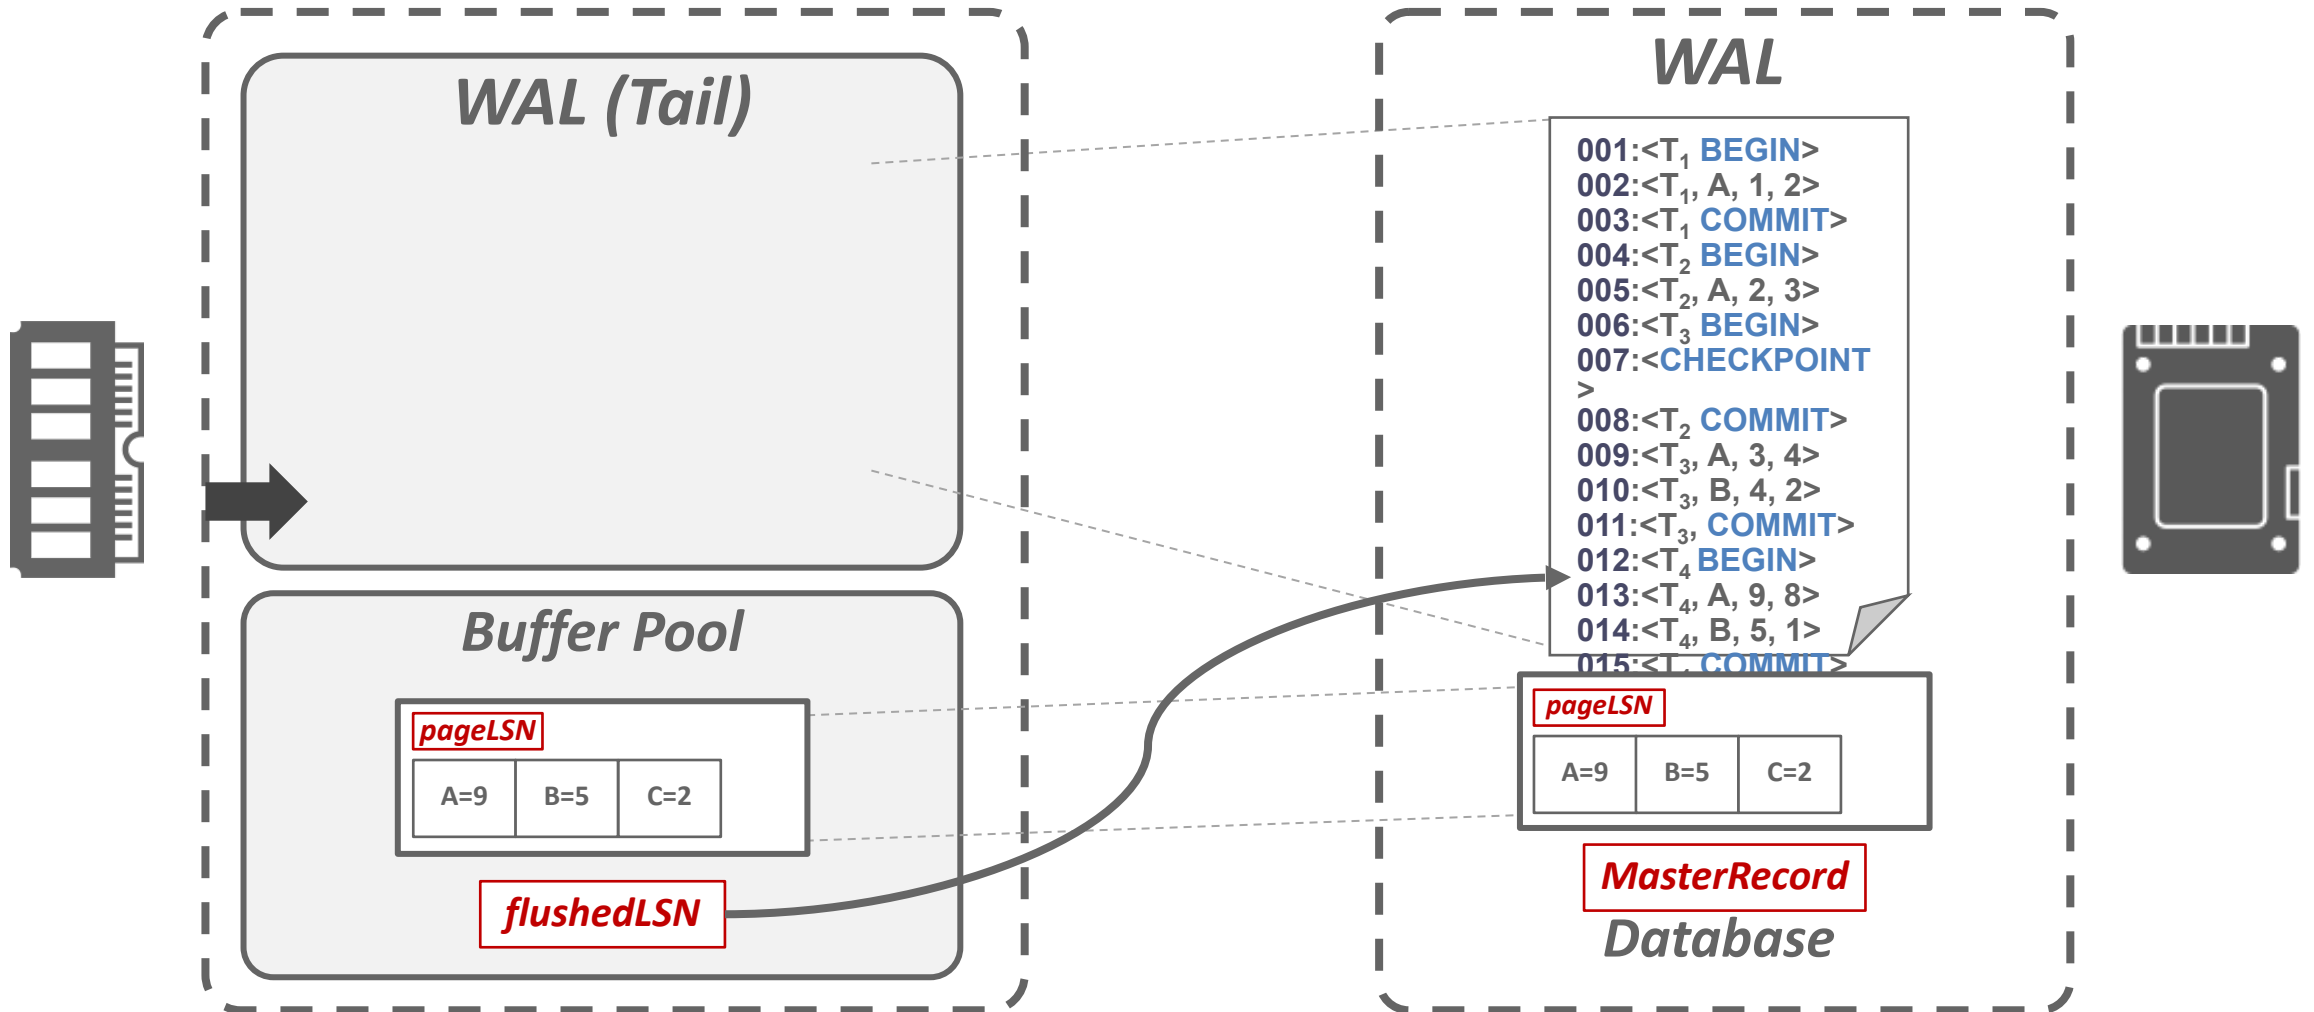 WAL (Tail)
Buffer Pool
pageLSN
A=9 B=5 C=2
flushedLSN
WAL
001:<T1 BEGIN>
002:<T1, A, 1, 2>
003:<T1 COMMIT>
004:<T2 BEGIN>
005:<T2, A, 2, 3>
006:<T3 BEGIN>
007:<CHECKPOINT
>
008:<T2 COMMIT>
009:<T3, A, 3, 4>
010:<T3, B, 4, 2>
011:<T3, COMMIT>
012:<T4 BEGIN>
013:<T4, A, 9, 8>
014:<T4, B, 5, 1>
015:<T4 COMMIT>
pageLSN
A=9 B=5 C=2
MasterRecord
Database